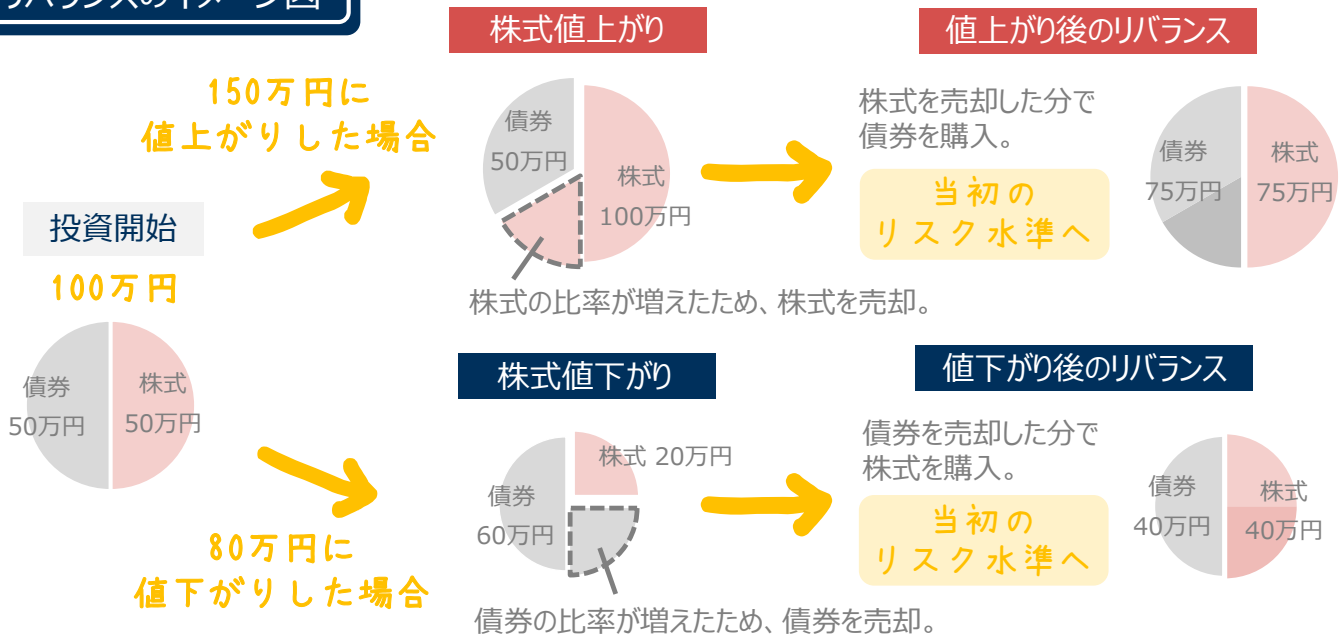 リバランスのイメージ図
投資開始
100万円
債券
50万円
株式
50万円
150万円に
値上がりした場合
株式値上がり
債券
50万円
株式
100万円
株式の比率が増えたため、株式を売却。
値上がり後のリバランス
株式を売却した分で
債券を購入。
当初の
リスク水準へ
債券
75万円
株式
75万円
80万円に
値下がりした場合
株式値下がり
株式 20万円
債券
60万円
債券の比率が増えたため、債券を売却。
値下がり後のリバランス
債券を売却した分で
株式を購入。
当初の
リスク水準へ
債券
40万円
株式
40万円